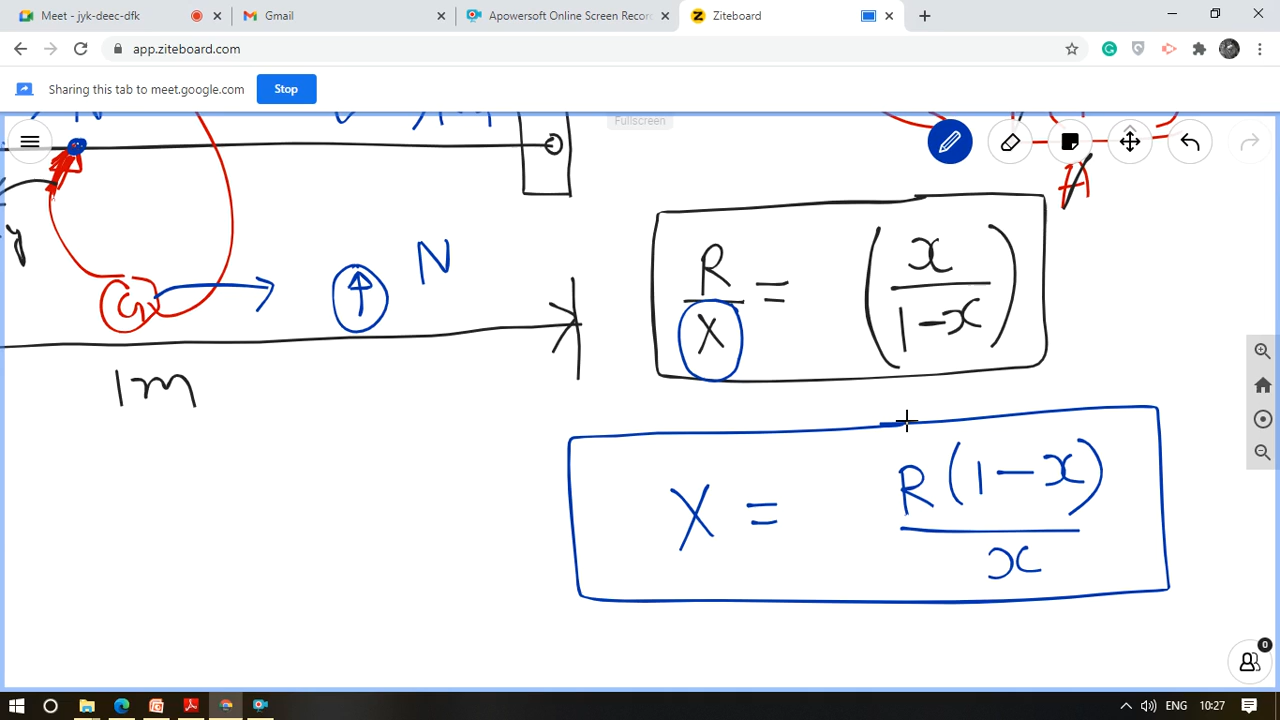 Meet - jyk-deec-dfk
Gmail
Apowersoft Online Screen Recor
Ziteboard
app.ziteboard.com
Sharing this tab to meet.google.com
Stop
Fullscreen
A
y
G
N
1m
R/X = (x/1-x)
X = R(1-x)/x
0
ENG
10:27